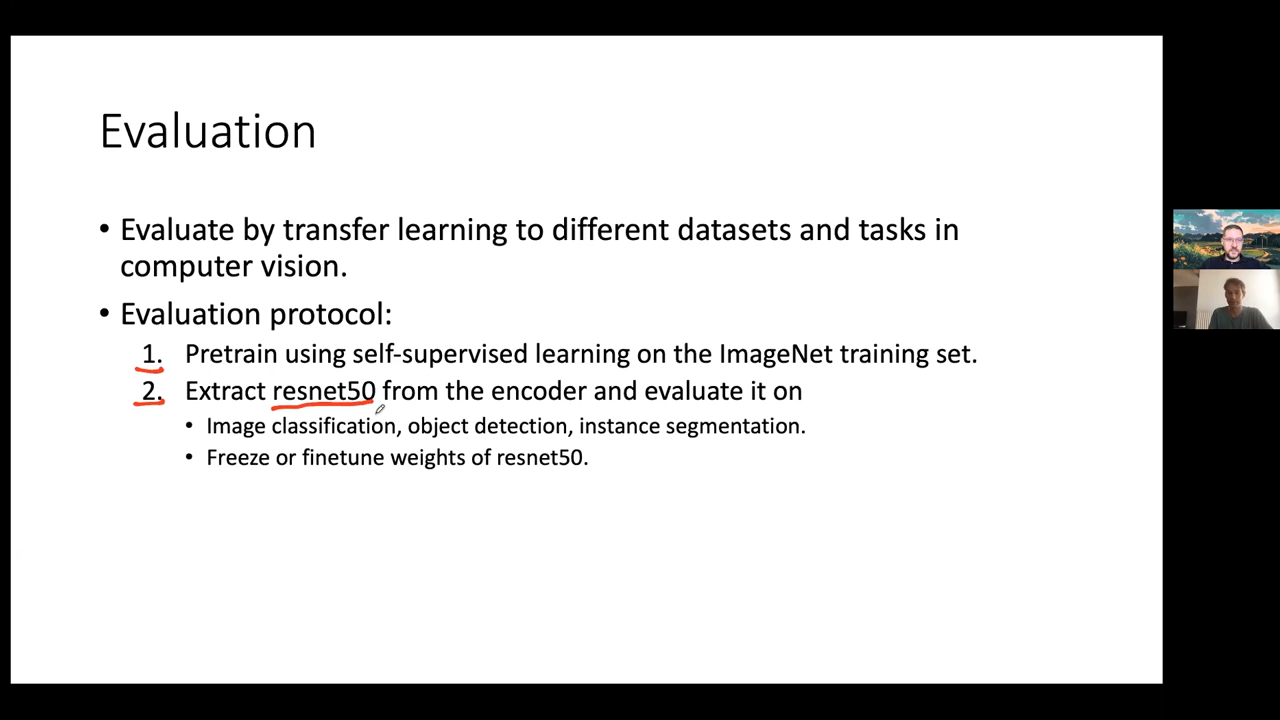 Evaluation
• Evaluate by transfer learning to different datasets and tasks in
computer vision.
• Evaluation protocol:
1. Pretrain using self-supervised learning on the ImageNet training set.
2. Extract resnet50 from the encoder and evaluate it on
• Image classification, object detection, instance segmentation.
• Freeze or finetune weights of resnet50.